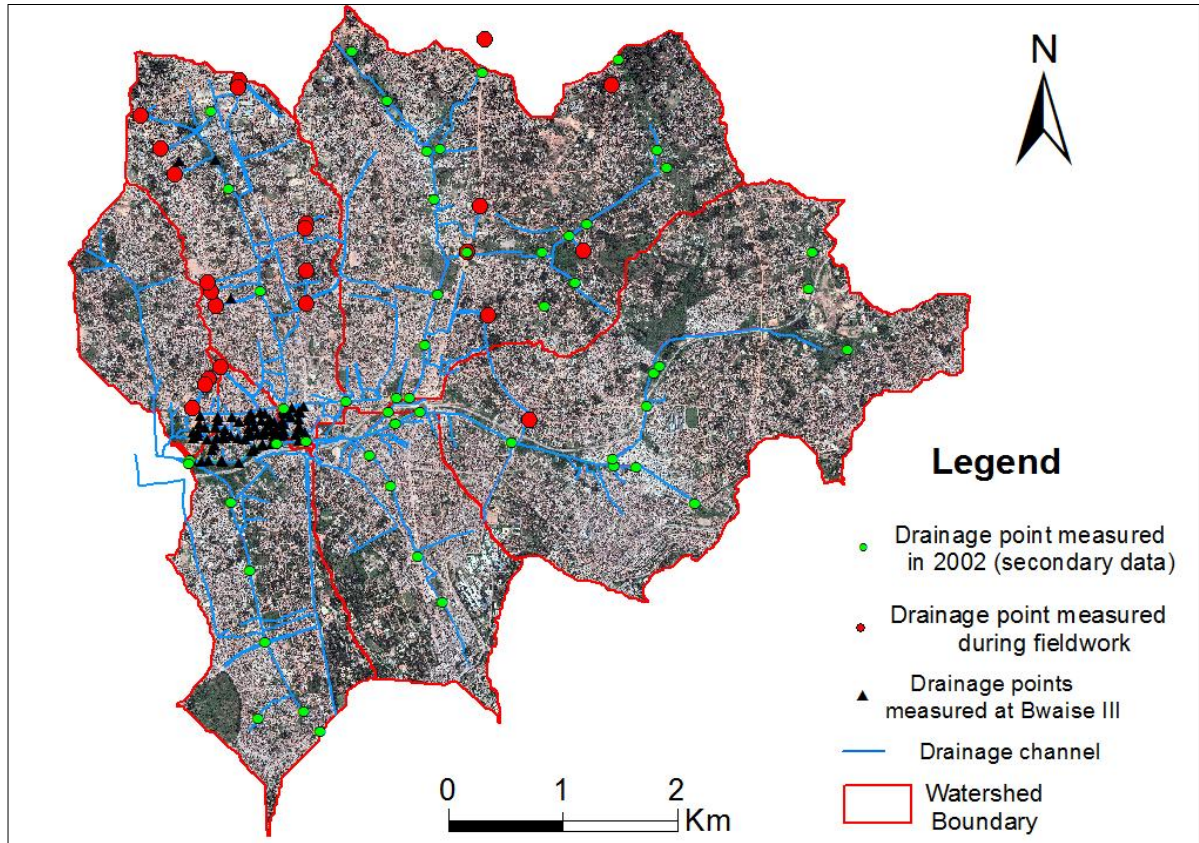 N
Legend
Drainage point measured
in 2002 (secondary data)
Drainage point measured
during fieldwork
Drainage points
measured at Bwaise III
Drainage channel
Watershed
Boundary
0 1 2
Km